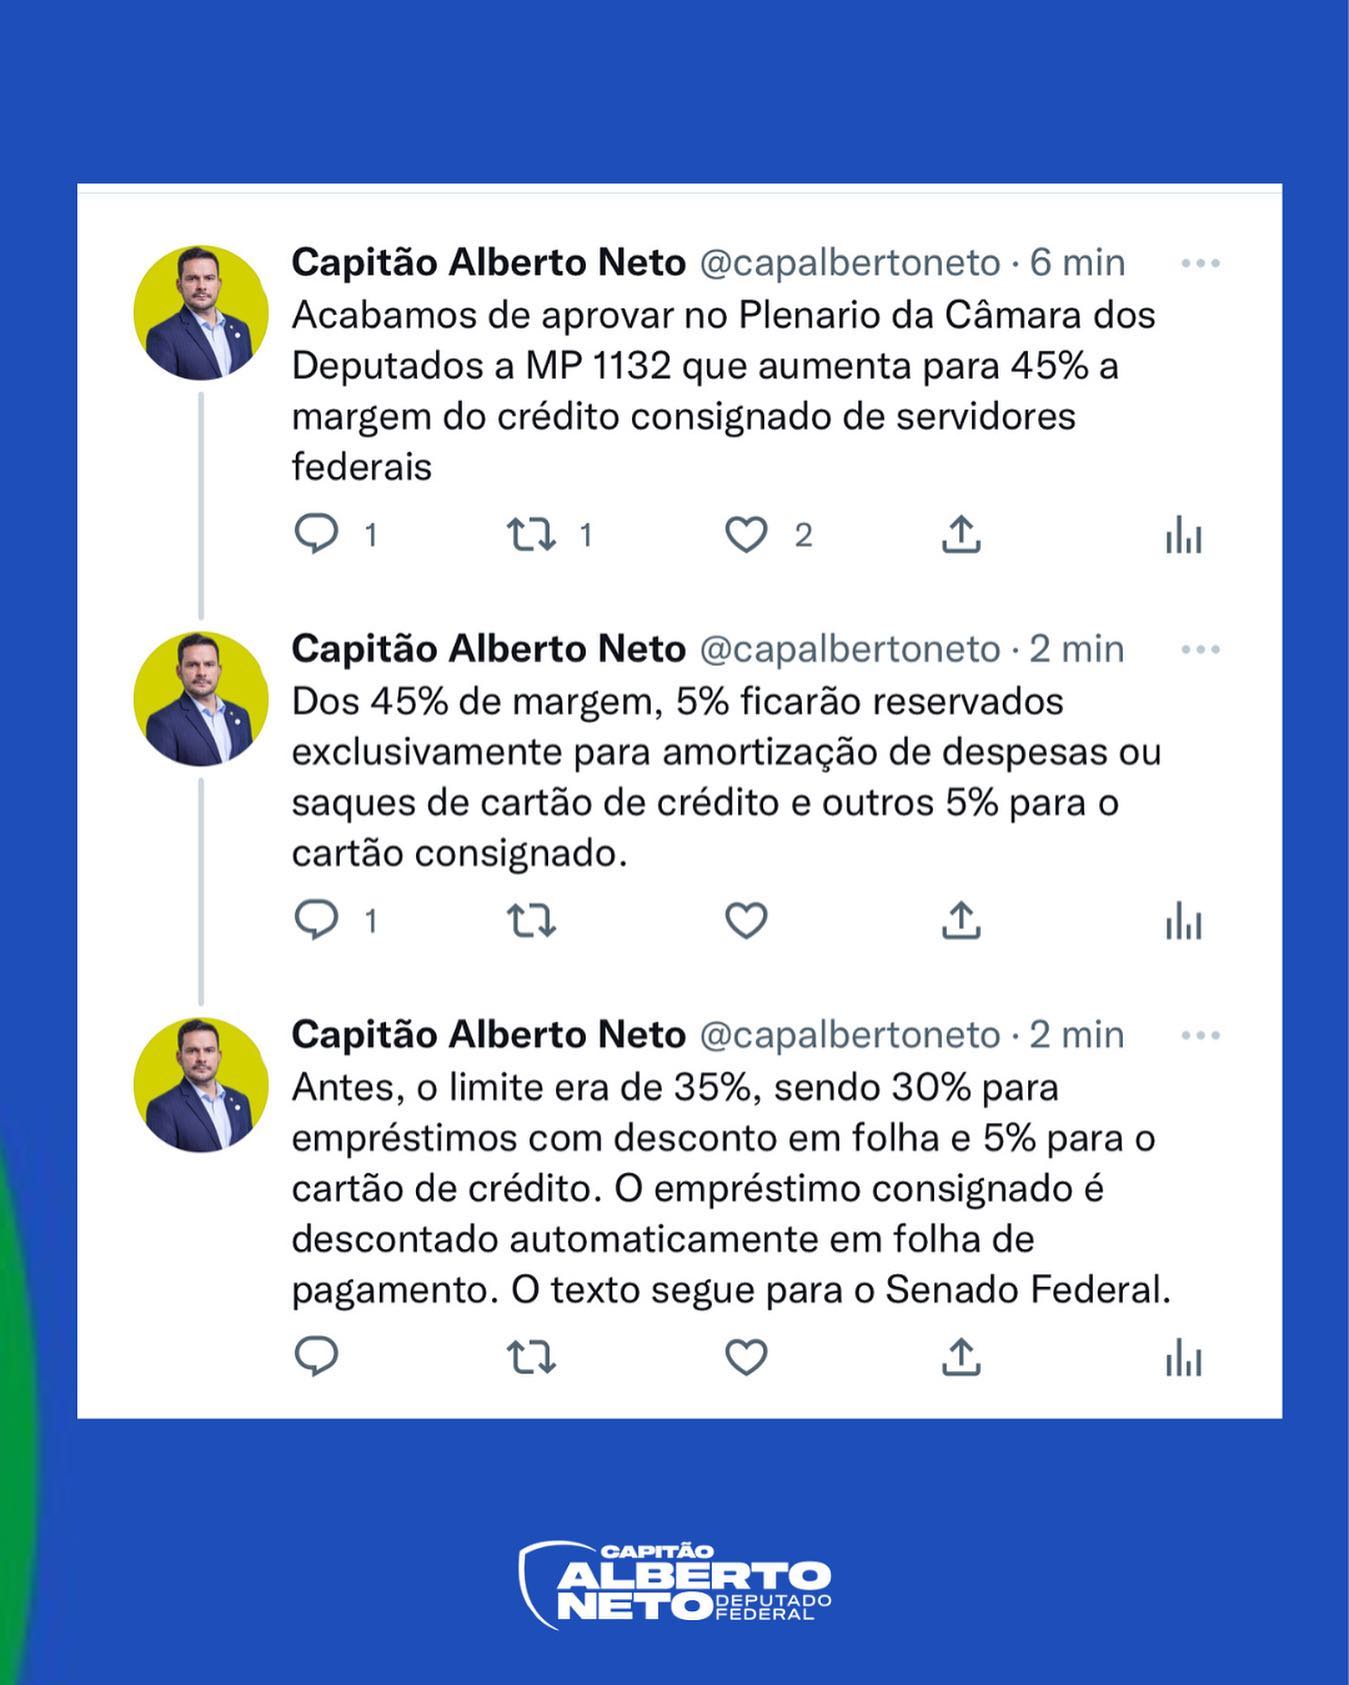 Capitão Alberto Neto @capalbertoneto · 6 min
Acabamos de aprovar no Plenario da Câmara dos
Deputados a MP 1132 que aumenta para 45% a
margem do crédito consignado de servidores
federais
1 1 2
Capitão Alberto Neto @capalbertoneto · 2 min
Dos 45% de margem, 5% ficarão reservados
exclusivamente para amortização de despesas ou
saques de cartão de crédito e outros 5% para o
cartão consignado.
1
Capitão Alberto Neto @capalbertoneto · 2 min
Antes, o limite era de 35%, sendo 30% para
empréstimos com desconto em folha e 5% para o
cartão de crédito. O empréstimo consignado é
descontado automaticamente em folha de
pagamento. O texto segue para o Senado Federal.
CAPITÃO
ALBERTO
NETO DEPUTADO
FEDERAL